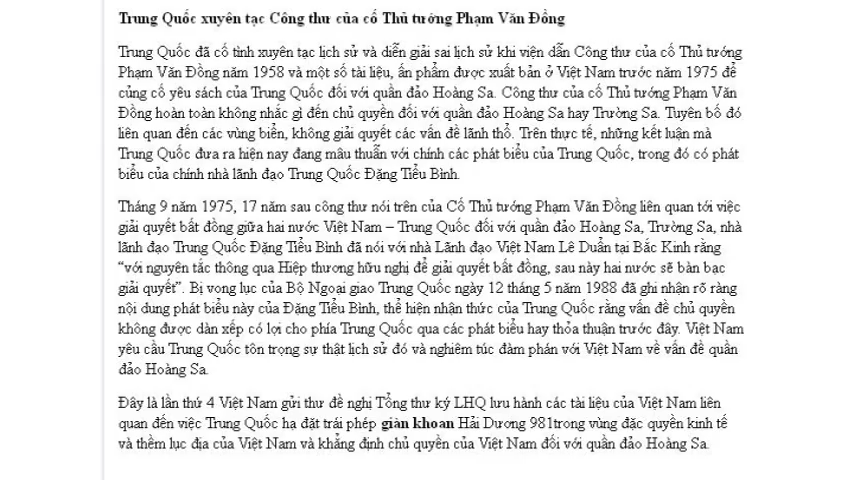 Trung Quốc xuyên tạc Công thư của cố Thủ tướng Phạm Văn Đồng
Trung Quốc đã cố tình xuyên tạc lịch sử và diễn giải sai lịch sử khi viện dẫn Công thư của cố Thủ tướng
Phạm Văn Đồng năm 1958 và một số tài liệu, ấn phẩm được xuất bản ở Việt Nam trước năm 1975 để
củng cố yêu sách của Trung Quốc đối với quần đảo Hoàng Sa. Công thư của cố Thủ tướng Phạm Văn
Đồng hoàn toàn không nhắc gì đến chủ quyền đối với quần đảo Hoàng Sa hay Trường Sa. Tuyên bố đó
liên quan đến các vùng biển, không giải quyết các vấn đề lãnh thổ. Trên thực tế, những kết luận mà
Trung Quốc đưa ra hiện nay đang mâu thuẫn với chính các phát biểu của Trung Quốc, trong đó có phát
biểu của chính nhà lãnh đạo Trung Quốc Đặng Tiểu Bình.
Tháng 9 năm 1975, 17 năm sau công thư nói trên của Cố Thủ tướng Phạm Văn Đồng liên quan tới việc
giải quyết bất đồng giữa hai nước Việt Nam – Trung Quốc đối với quần đảo Hoàng Sa, Trường Sa, nhà
lãnh đạo Trung Quốc Đặng Tiểu Bình đã nói với nhà Lãnh đạo Việt Nam Lê Duẩn tại Bắc Kinh rằng
“với nguyên tắc thông qua Hiệp thương hữu nghị để giải quyết bất đồng, sau này hai nước sẽ bàn bạc
giải quyết”. Bị vong lục của Bộ Ngoại giao Trung Quốc ngày 12 tháng 5 năm 1988 đã ghi nhận rõ ràng
nội dung phát biểu này của Đặng Tiểu Bình, thể hiện nhận thức của Trung Quốc rằng vấn đề chủ quyền
không được dàn xếp có lợi cho phía Trung Quốc qua các phát biểu hay thỏa thuận trước đây. Việt Nam
yêu cầu Trung Quốc tôn trọng sự thật lịch sử đó và nghiêm túc đàm phán với Việt Nam về vấn đề quần
đảo Hoàng Sa.
Đây là lần thứ 4 Việt Nam gửi thư đề nghị Tổng thư ký LHQ lưu hành các tài liệu của Việt Nam liên
quan đến việc Trung Quốc hạ đặt trái phép giàn khoan Hải Dương 981trong vùng đặc quyền kinh tế
và thềm lục địa của Việt Nam và khẳng định chủ quyền của Việt Nam đối với quần đảo Hoàng Sa.